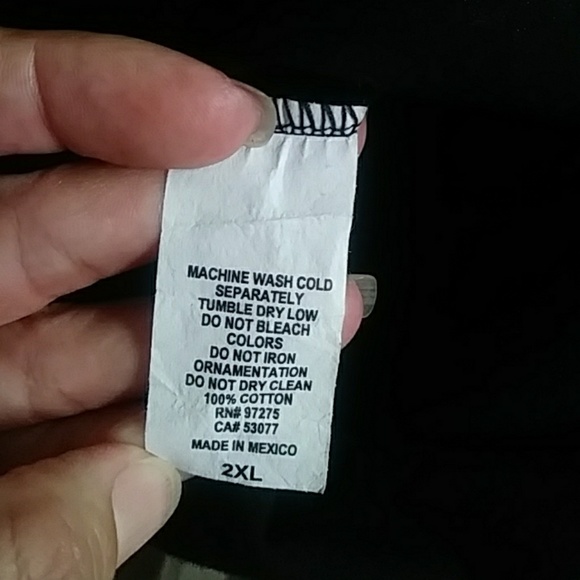 MACHINE WASH COLD
SEPARATELY
TUMBLE DRY LOW
DO NOT BLEACH
COLORS
DO NOT IRON
ORNAMENTATION
DO NOT DRY CLEAN
100% COTTON
RN# 97275
CA# 53077
MADE IN MEXICO
2XL